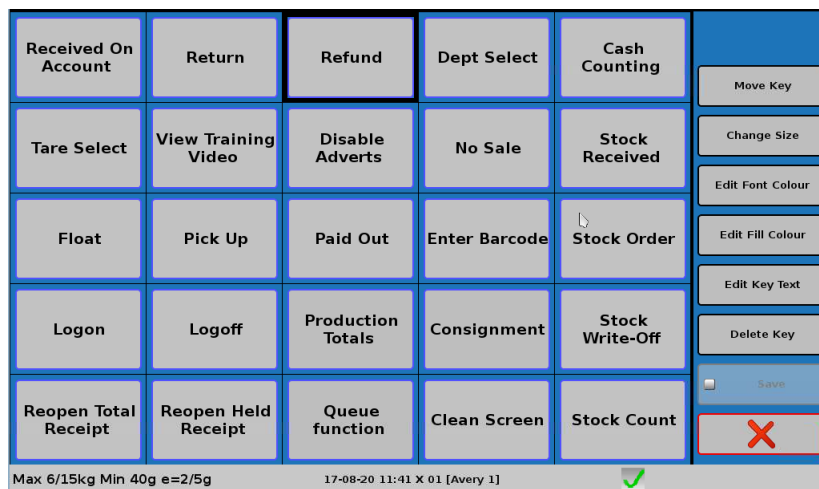 Received On
Account
Return
Refund
Dept Select
Cash
Counting
Move Key
Tare Select
View Training
Video
Disable
Adverts
No Sale
Stock
Received
Change Size
Edit Font Colour
Float
Pick Up
Paid Out
Enter Barcode
Stock Order
Edit Fill Colour
Edit Key Text
Logon
Logoff
Production
Totals
Consignment
Stock
Write-Off
Delete Key
Save
Reopen Total
Receipt
Reopen Held
Receipt
Queue
function
Clean Screen
Stock Count
Max 6/15kg Min 40g e=2/5g
17-08-20 11:41 X 01 [Avery 1]